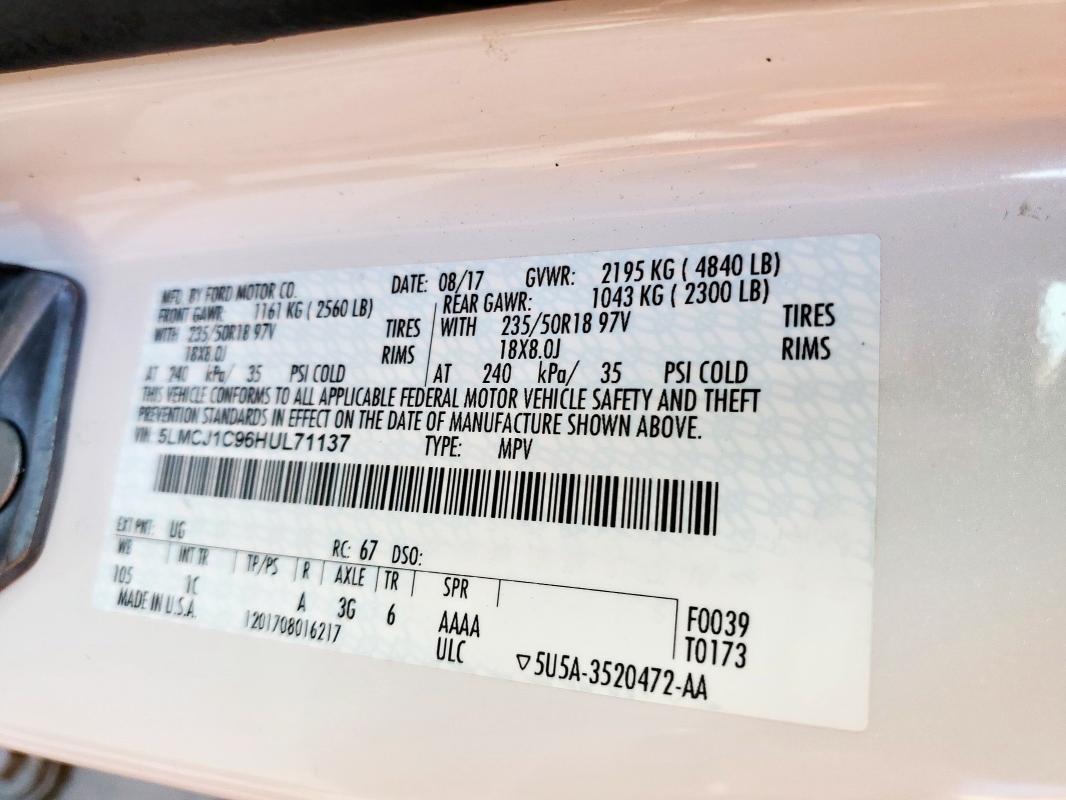 MFD. BY FORD MOTOR CO. DATE: 08/17 GVWR: 2195 KG ( 4840 LB)
FRONT GAWR: 1161 KG ( 2560 LB) REAR GAWR: 1043 KG ( 2300 LB)
WITH 235/50R18 97V TIRES WITH 235/50R18 97V TIRES
18X8.0J RIMS 18X8.0J RIMS
AT 240 kPa/ 35 PSI COLD AT 240 kPa/ 35 PSI COLD
THIS VEHICLE CONFORMS TO ALL APPLICABLE FEDERAL MOTOR VEHICLE SAFETY AND THEFT
PREVENTION STANDARDS IN EFFECT ON THE DATE OF MANUFACTURE SHOWN ABOVE.
VIN: 5LMCJ1C96HUL71137 TYPE: MPV
EXT PNT: UG RC: 67 DSO:
WB INT TR TP/PS R AXLE TR SPR
105 1C A 3G 6 AAAA F0039
MADE IN U.S.A. 1201708016217 ULC T0173
▽5U5A-3520472-AA